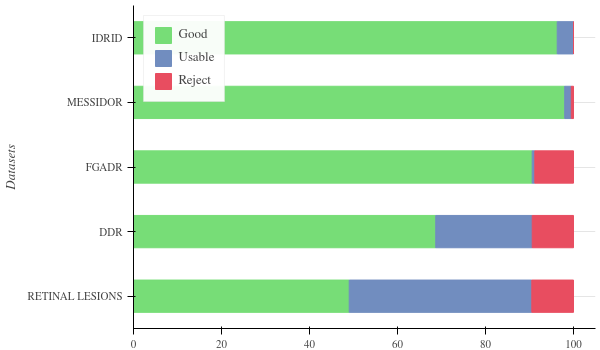 Good
Usable
Reject
Datasets
IDRID
MESSIDOR
FGADR
DDR
RETINAL LESIONS
0 20 40 60 80 100